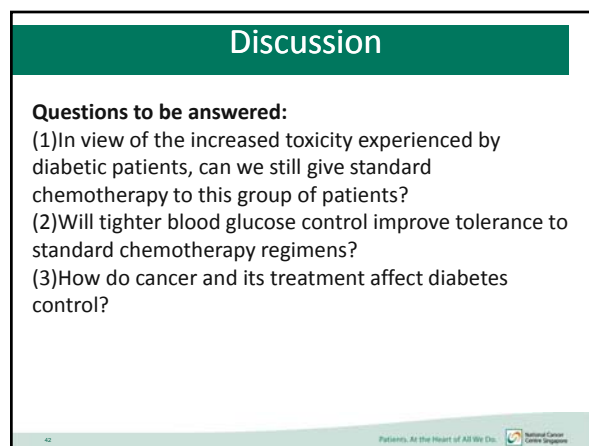 Discussion
Questions to be answered:
(1)In view of the increased toxicity experienced by
diabetic patients, can we still give standard
chemotherapy to this group of patients?
(2)Will tighter blood glucose control improve tolerance to
standard chemotherapy regimens?
(3)How do cancer and its treatment affect diabetes
control?
42
Patients. At the Heart of All We Do.
National Cancer
Centre Singapore